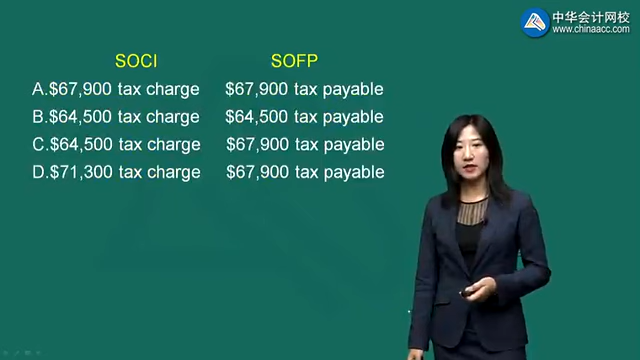 中华会计网校
www.chinaacc.com
SOCI SOFP
A.$67,900 tax charge $67,900 tax payable
B.$64,500 tax charge $64,500 tax payable
C.$64,500 tax charge $67,900 tax payable
D.$71,300 tax charge $67,900 tax payable